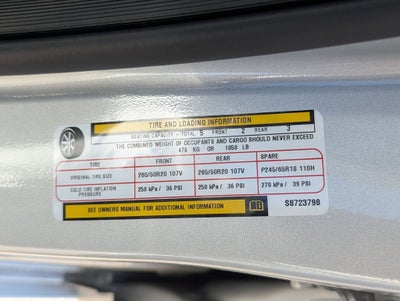 TIRE AND LOADING INFORMATION
SEATING CAPACITY - TOTAL 5 FRONT 2 REAR 3
THE COMBINED WEIGHT OF OCCUPANTS AND CARGO SHOULD NEVER EXCEED
476 KG OR 1050 LB
TIRE FRONT REAR SPARE
ORIGINAL TIRE SIZE 265/50R20 107V 265/50R20 107V P245/65R18 110H
COLD TIRE INFLATION PRESSURE 250 kPa / 36 PSI 250 kPa / 36 PSI 270 kPa / 39 PSI
SEE OWNERS MANUAL FOR ADDITIONAL INFORMATION
S8723798